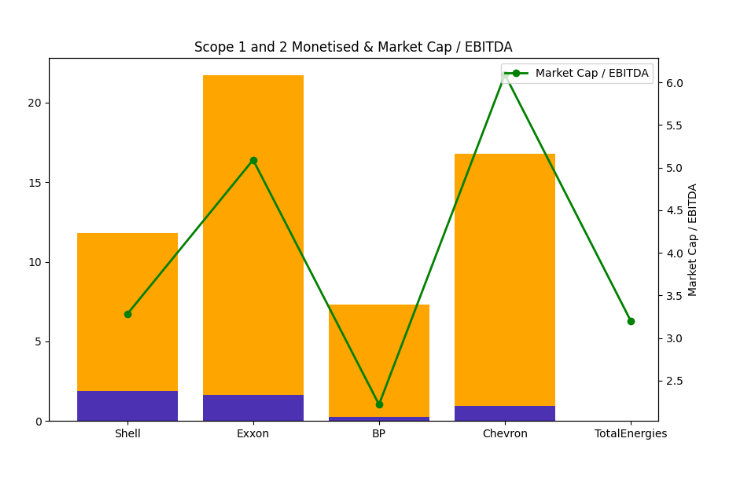 Scope 1 and 2 Monetised & Market Cap / EBITDA
Market Cap / EBITDA
20
15
10
5
0
6.0
5.5
5.0
4.5
4.0
3.5
3.0
2.5
Market Cap / EBITDA
Shell
Exxon
BP
Chevron
TotalEnergies